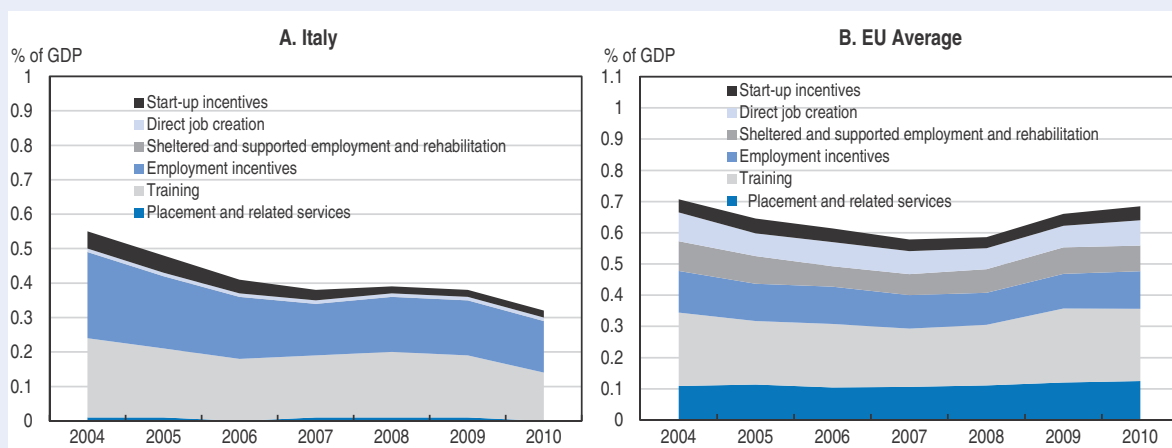 A. Italy
% of GDP
1
0.9
0.8
0.7
0.6
0.5
0.4
0.3
0.2
0.1
0
Start-up incentives
Direct job creation
Sheltered and supported employment and rehabilitation
Employment incentives
Training
Placement and related services
2004 2005 2006 2007 2008 2009 2010
B. EU Average
% of GDP
1.1
1
0.9
0.8
0.7
0.6
0.5
0.4
0.3
0.2
0.1
0
Start-up incentives
Direct job creation
Sheltered and supported employment and rehabilitation
Employment incentives
Training
Placement and related services
2004 2005 2006 2007 2008 2009 2010